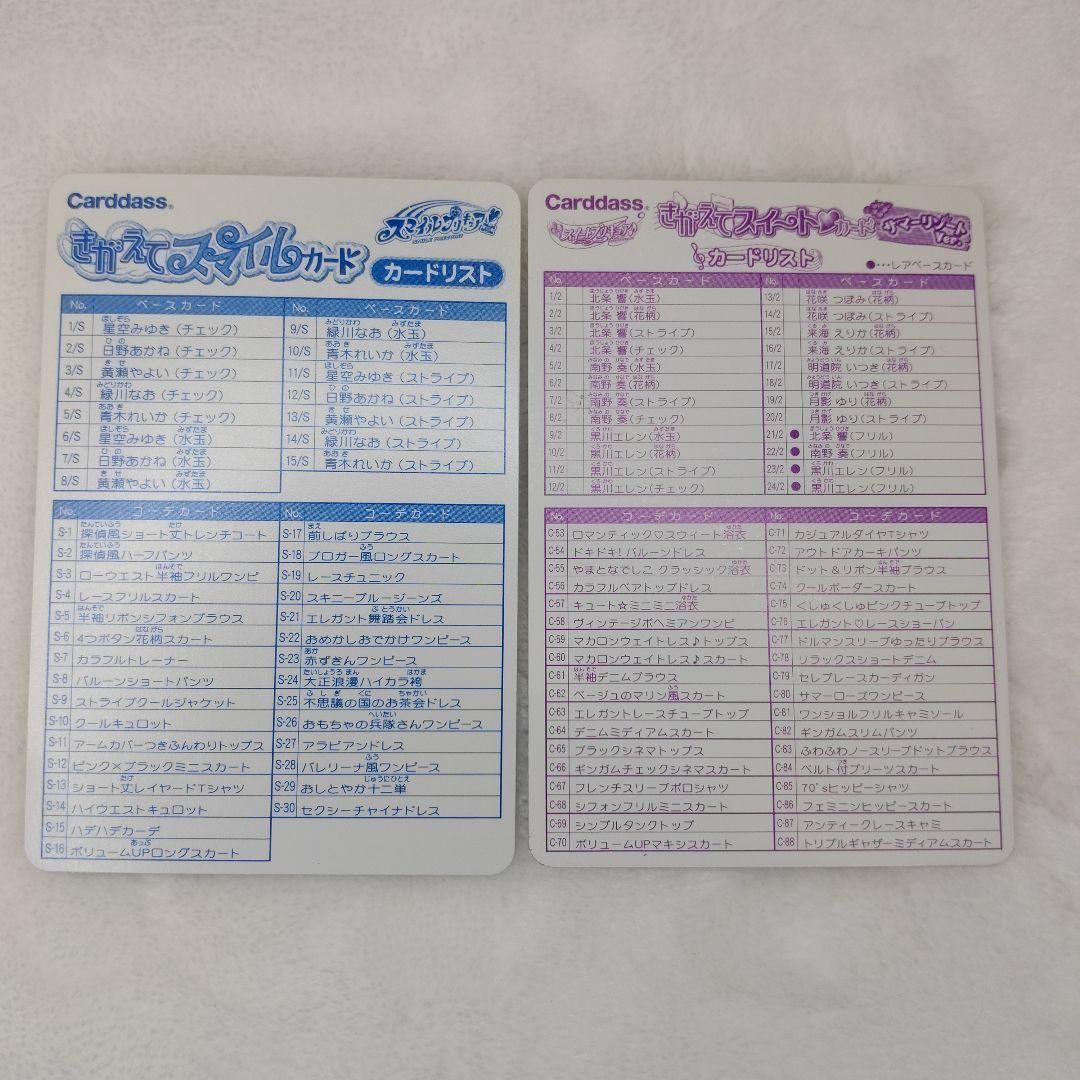 Carddass®
きがえてスマイルカード
スマイルプリキュア!
SMILE PRECURE!
カードリスト
No. ベースカード
1/S 星空みゆき(チェック)
2/S 日野あかね(チェック)
3/S 黄瀬やよい(チェック)
4/S 緑川なお(チェック)
5/S 青木れいか(チェック)
6/S 星空みゆき(水玉)
7/S 日野あかね(水玉)
8/S 黄瀬やよい(水玉)
No. ベースカード
9/S 緑川なお(水玉)
10/S 青木れいか(水玉)
11/S 星空みゆき(ストライプ)
12/S 日野あかね(ストライプ)
13/S 黄瀬やよい(ストライプ)
14/S 緑川なお(ストライプ)
15/S 青木れいか(ストライプ)
No. コーデカード
S-1 探偵風ショート丈トレンチコート
S-2 探偵風ハーフパンツ
S-3 ローウエスト半袖フリルワンピ
S-4 レースフリルスカート
S-5 半袖リボンシフォンブラウス
S-6 4つボタン花柄スカート
S-7 カラフルトレーナー
S-8 バルーンショートパンツ
S-9 ストライプクールジャケット
S-10 クールキュロット
S-11 アームカバーつきふんわりトップス
S-12 ピンク×ブラックミニスカート
S-13 ショート丈レイヤードTシャツ
S-14 ハイウエストキュロット
S-15 ハデハデカーデ
S-16 ボリュームUPロングスカート
No. コーデカード
S-17 前しばりブラウス
S-18 ブロガー風ロングスカート
S-19 レースチュニック
S-20 スキニーブルージーンズ
S-21 エレガント舞踏会ドレス
S-22 おめかしおでかけワンピース
S-23 赤ずきんワンピース
S-24 大正浪漫ハイカラ袴
S-25 不思議の国のお茶会ドレス
S-26 おもちゃの兵隊さんワンピース
S-27 アラビアンドレス
S-28 バレリーナ風ワンピース
S-29 おしとやか十二単
S-30 セクシーチャイナドレス
Carddass®
スイートプリキュア♪
きがえてスイート♥カード
サマーリゾートVer.
カードリスト
●…レアベースカード
No. ベースカード
1/2 北条 響(水玉)
2/2 北条 響(花柄)
3/2 北条 響(ストライプ)
4/2 北条 響(チェック)
5/2 南野 奏(水玉)
6/2 南野 奏(花柄)
7/2 南野 奏(ストライプ)
8/2 南野 奏(チェック)
9/2 黒川エレン(水玉)
10/2 黒川エレン(花柄)
11/2 黒川エレン(ストライプ)
12/2 黒川エレン(チェック)
No. ベースカード
13/2 花咲 つぼみ(花柄)
14/2 花咲 つぼみ(ストライプ)
15/2 来海 えりか(花柄)
16/2 来海 えりか(ストライプ)
17/2 明道院 いつき(花柄)
18/2 明道院 いつき(ストライプ)
19/2 月影 ゆり(花柄)
20/2 月影 ゆり(ストライプ)
21/2 ● 北条 響(フリル)
22/2 ● 南野 奏(フリル)
23/2 ● 黒川エレン(フリル)
24/2 ● 黒川エレン(フリル)
No. コーデカード
C-53 ロマンティック♡スウィート浴衣
C-54 ドキドキ!バルーンドレス
C-55 やまとなでしこ クラッシック浴衣
C-56 カラフルベアトップドレス
C-57 キュート☆ミニミニ浴衣
C-58 ヴィンテージボヘミアンワンピ
C-59 マカロンウェイトレス♪トップス
C-60 マカロンウェイトレス♪スカート
C-61 半袖デニムブラウス
C-62 ベージュのマリン風スカート
C-63 エレガントレースチューブトップ
C-64 デニムミディアムスカート
C-65 ブラックシネマトップス
C-66 ギンガムチェックシネマスカート
C-67 フレンチスリーブポロシャツ
C-68 シフォンフリルミニスカート
C-69 シンプルタンクトップ
C-70 ボリュームUPマキシスカート
No. コーデカード
C-71 カジュアルダイヤTシャツ
C-72 アウトドアカーキパンツ
C-73 ドット&リボン半袖ブラウス
C-74 クールボーダースカート
C-75 くしゅくしゅピンクチューブトップ
C-76 エレガント♡レースショーパン
C-77 ドルマンスリーブゆったりブラウス
C-78 リラックスショートデニム
C-79 セレブレースカーディガン
C-80 サマーローズワンピース
C-81 ワンショルフリルキャミソール
C-82 ギンガムスリムパンツ
C-83 ふわふわノースリーブドットブラウス
C-84 ベルト付プリーツスカート
C-85 70'sヒッピーシャツ
C-86 フェミニンヒッピースカート
C-87 アンティークレースキャミ
C-88 トリプルギャザーミディアムスカート